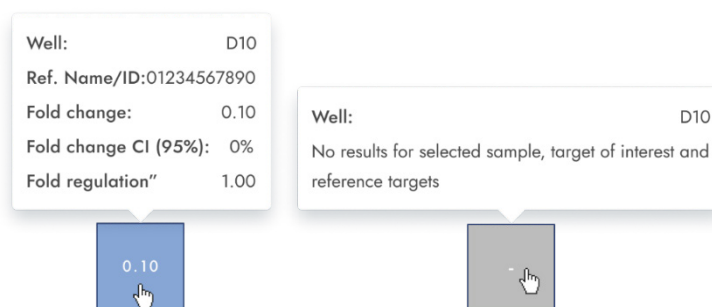 Well: D10
Ref. Name/ID:01234567890
Fold change: 0.10
Fold change CI (95%): 0%
Fold regulation” 1.00
0.10
Well: D10
No results for selected sample, target of interest and
reference targets
-